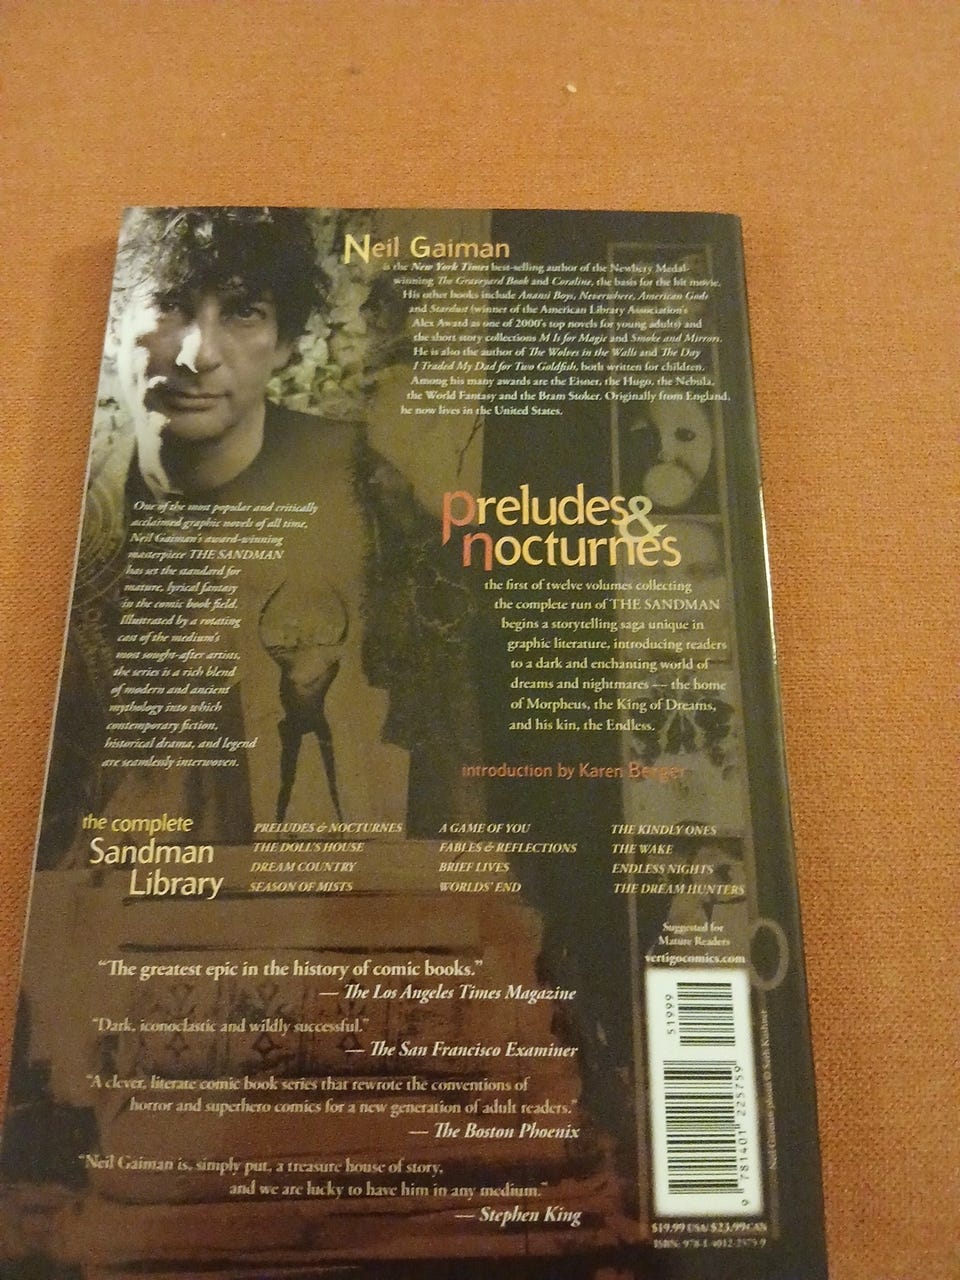 Neil Gaiman
is the New York Times best-selling author of the Newbery Medal-
winning The Graveyard Book and Coraline, the basis for the hit movie.
His other books include Anansi Boys, Neverwhere, American Gods
and Stardust (winner of the American Library Association's
Alex Award as one of 2000's top novels for young adults) and
the short story collections M Is for Magic and Smoke and Mirrors.
He is also the author of The Wolves in the Walls and The Day
I Traded My Dad for Two Goldfish, both written for children.
Among his many awards are the Eisner, the Hugo, the Nebula,
the World Fantasy and the Bram Stoker. Originally from England,
he now lives in the United States.
One of the most popular and critically
acclaimed graphic novels of all time,
Neil Gaiman's award-winning
masterpiece THE SANDMAN
has set the standard for
mature, lyrical fantasy
in the comic book field.
Illustrated by a rotating
cast of the medium's
most sought-after artists,
the series is a rich blend
of modern and ancient
mythology into which
contemporary fiction,
historical drama, and legend
are seamlessly interwoven.
preludes &
nocturnes
the first of twelve volumes collecting
the complete run of THE SANDMAN
begins a storytelling saga unique in
graphic literature, introducing readers
to a dark and enchanting world of
dreams and nightmares — the home
of Morpheus, the King of Dreams,
and his kin, the Endless.
introduction by Karen Berger
the complete
Sandman
Library
PRELUDES & NOCTURNES
THE DOLL'S HOUSE
DREAM COUNTRY
SEASON OF MISTS
A GAME OF YOU
FABLES & REFLECTIONS
BRIEF LIVES
WORLDS' END
THE KINDLY ONES
THE WAKE
ENDLESS NIGHTS
THE DREAM HUNTERS
Suggested for
Mature Readers
vertigocomics.com
"The greatest epic in the history of comic books."
— The Los Angeles Times Magazine
"Dark, iconoclastic and wildly successful."
— The San Francisco Examiner
"A clever, literate comic book series that rewrote the conventions of
horror and superhero comics for a new generation of adult readers."
— The Boston Phoenix
"Neil Gaiman is, simply put, a treasure house of story,
and we are lucky to have him in any medium."
— Stephen King
51999
9 781401 225759
$19.99 USA/$23.99 CAN
ISBN: 978-1-4012-2575-9
Neil Gaiman photo © Seth Kushner